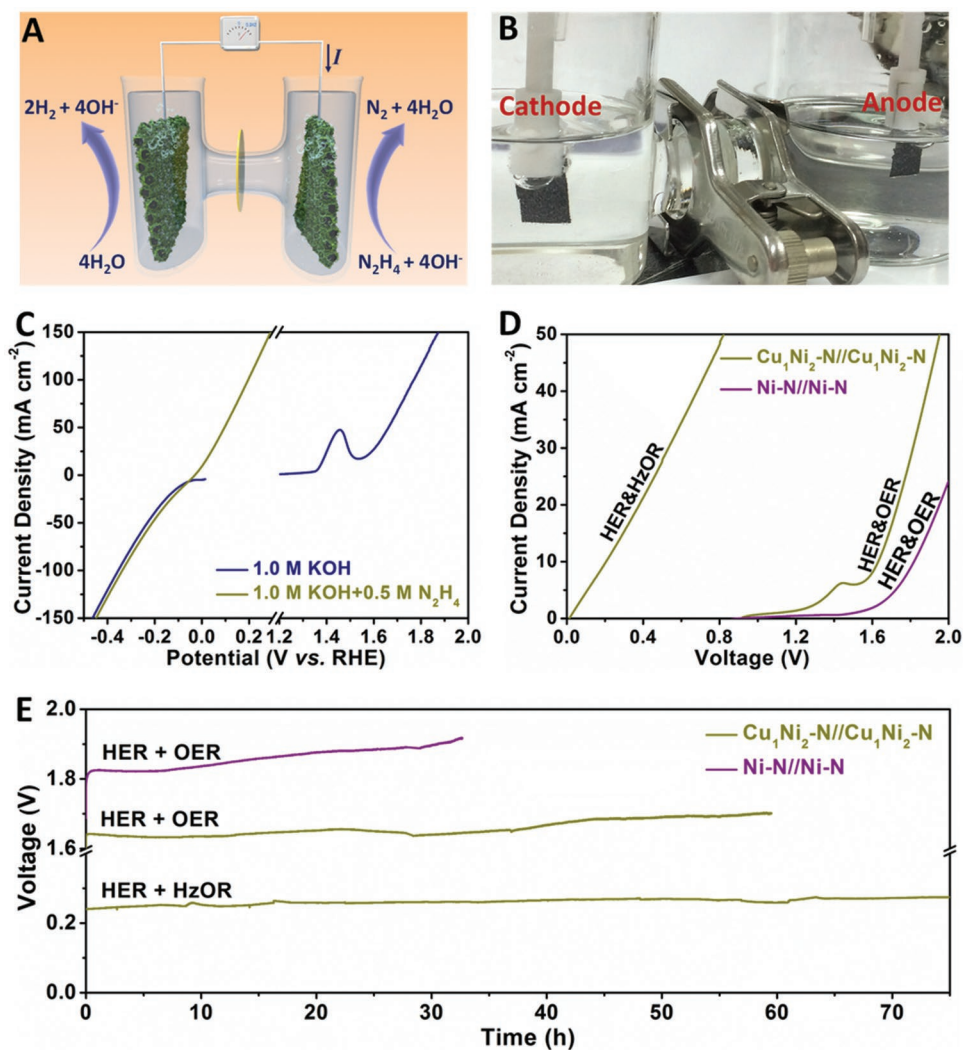 A
I
2H₂ + 4OH⁻
N₂ + 4H₂O
4H₂O
N₂H₄ + 4OH⁻
B
Cathode
Anode
C
Current Density (mA cm⁻²)
150
100
50
0
-50
-100
-150
1.0 M KOH
1.0 M KOH+0.5 M N₂H₄
-0.4 -0.2 0.0 0.2 1.2 1.4 1.6 1.8 2.0
Potential (V vs. RHE)
D
Current Density (mA cm⁻²)
50
40
30
20
10
0
Cu₁Ni₂-N//Cu₁Ni₂-N
Ni-N//Ni-N
HER&HzOR
HER&OER
HER&OER
0.0 0.4 0.8 1.2 1.6 2.0
Voltage (V)
E
Voltage (V)
2.0
1.8
1.6
0.2
0.0
HER + OER
HER + OER
HER + HzOR
Cu₁Ni₂-N//Cu₁Ni₂-N
Ni-N//Ni-N
0 10 20 30 40 50 60 70
Time (h)